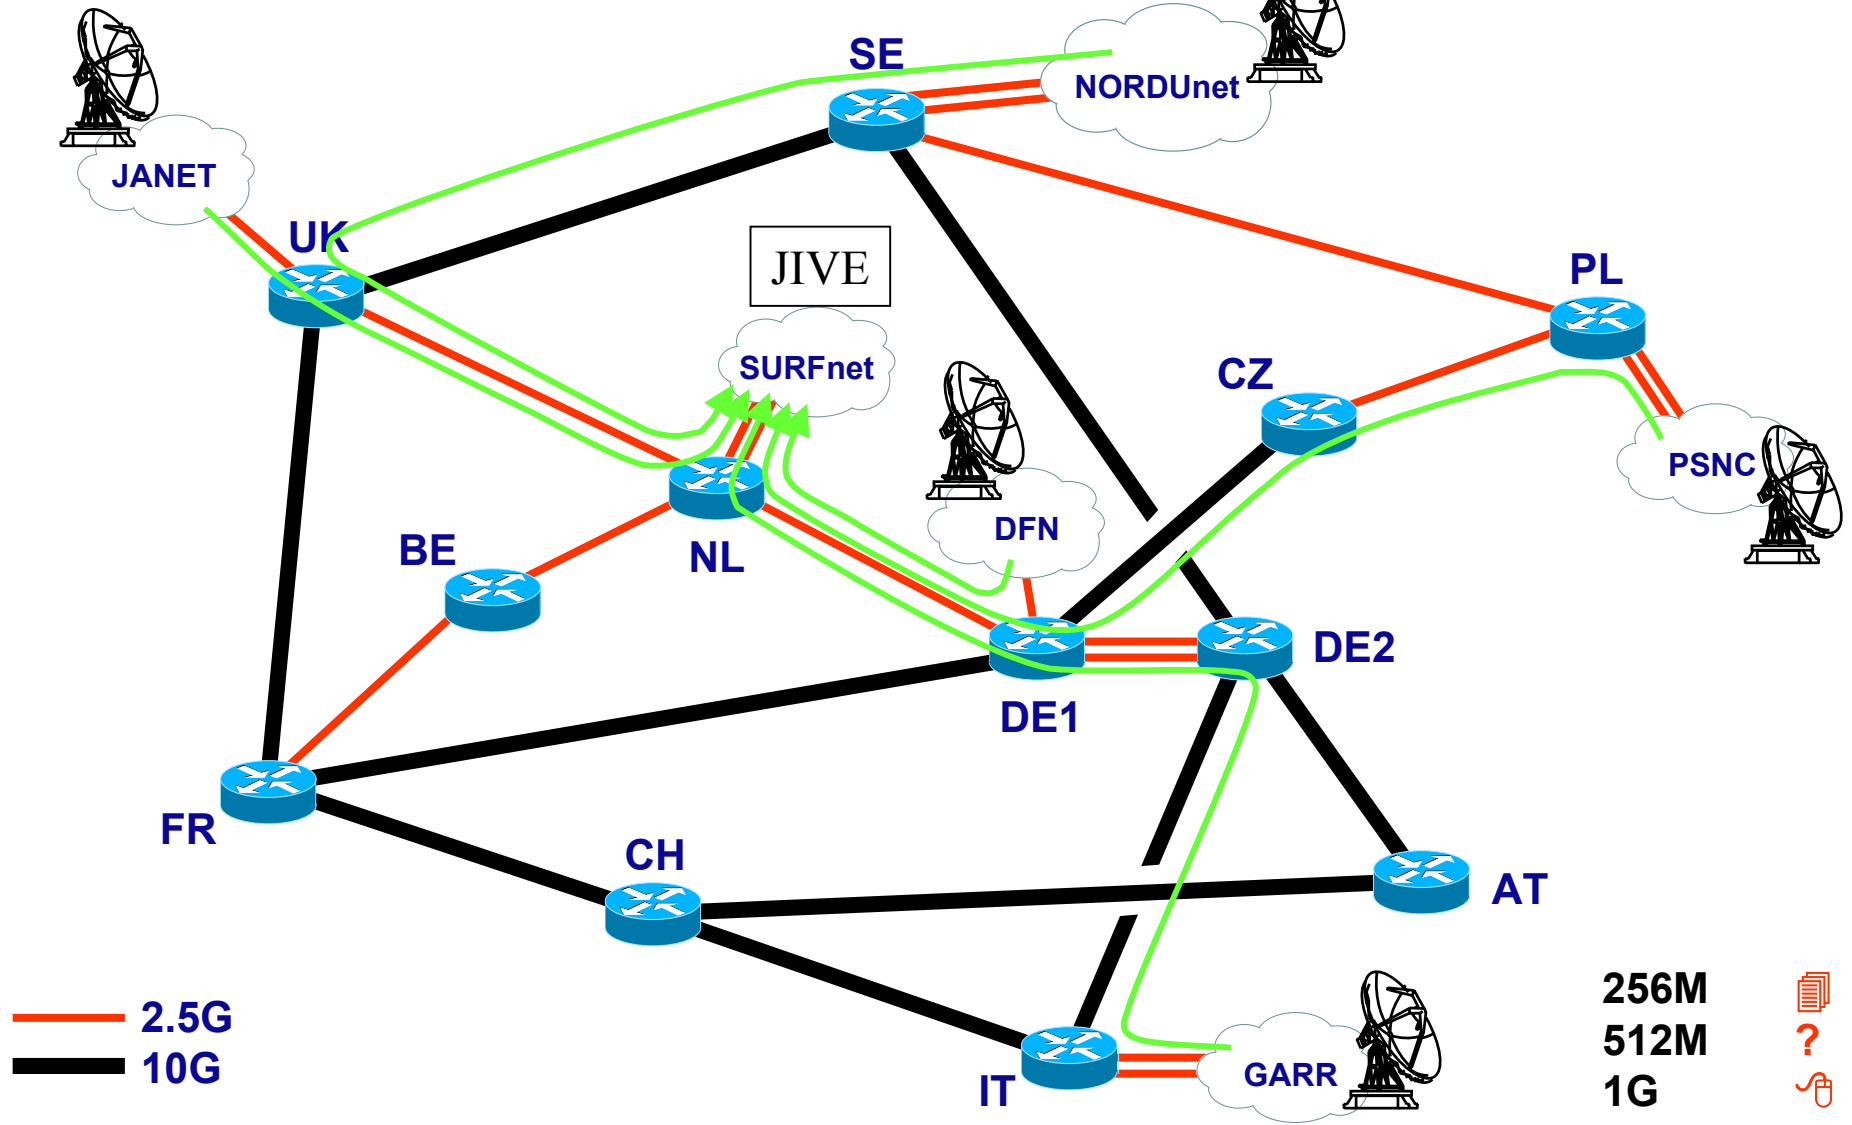 SE
NORDUnet
JANET
UK
JIVE
PL
SURFnet
CZ
PSNC
DFN
BE
NL
DE2
DE1
FR
CH
AT
2.5G
10G
256M
512M ?
1G
IT
GARR